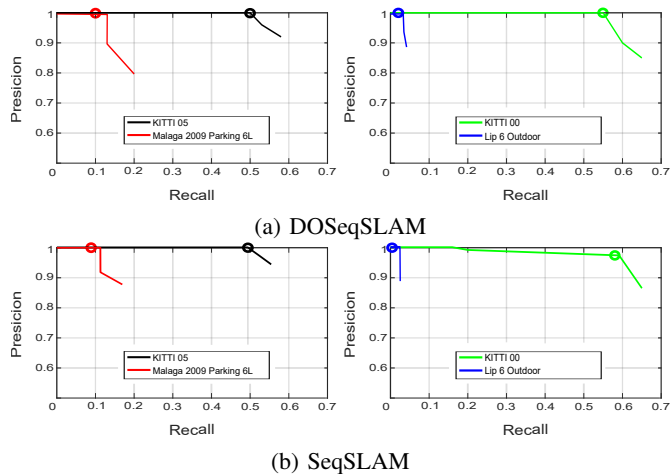 1
0.9
0.8
0.7
0.6
Presicion
KITTI 05
Malaga 2009 Parking 6L
0 0.1 0.2 0.3 0.4 0.5 0.6 0.7
Recall
1
0.9
0.8
0.7
0.6
Presicion
KITTI 00
Lip 6 Outdoor
0 0.1 0.2 0.3 0.4 0.5 0.6 0.7
Recall
(a) DOSeqSLAM
1
0.9
0.8
0.7
0.6
Presicion
KITTI 05
Malaga 2009 Parking 6L
0 0.1 0.2 0.3 0.4 0.5 0.6 0.7
Recall
1
0.9
0.8
0.7
0.6
Presicion
KITTI 00
Lip 6 Outdoor
0 0.1 0.2 0.3 0.4 0.5 0.6 0.7
Recall
(b) SeqSLAM